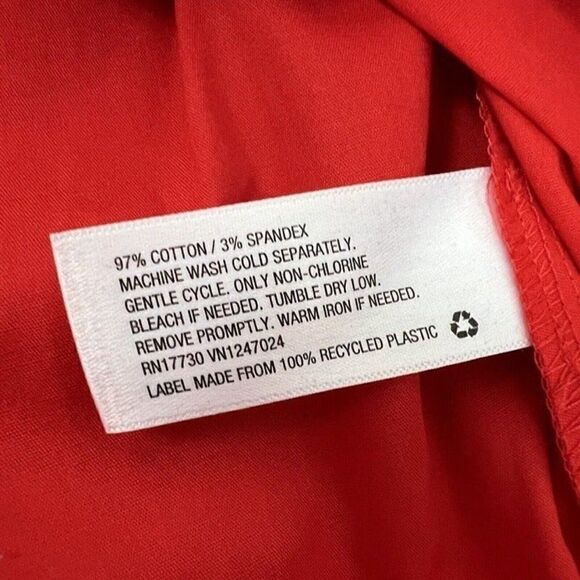 97% COTTON / 3% SPANDEX
MACHINE WASH COLD SEPARATELY.
GENTLE CYCLE. ONLY NON-CHLORINE
BLEACH IF NEEDED. TUMBLE DRY LOW.
REMOVE PROMPTLY. WARM IRON IF NEEDED.
RN17730 VN1247024
LABEL MADE FROM 100% RECYCLED PLASTIC